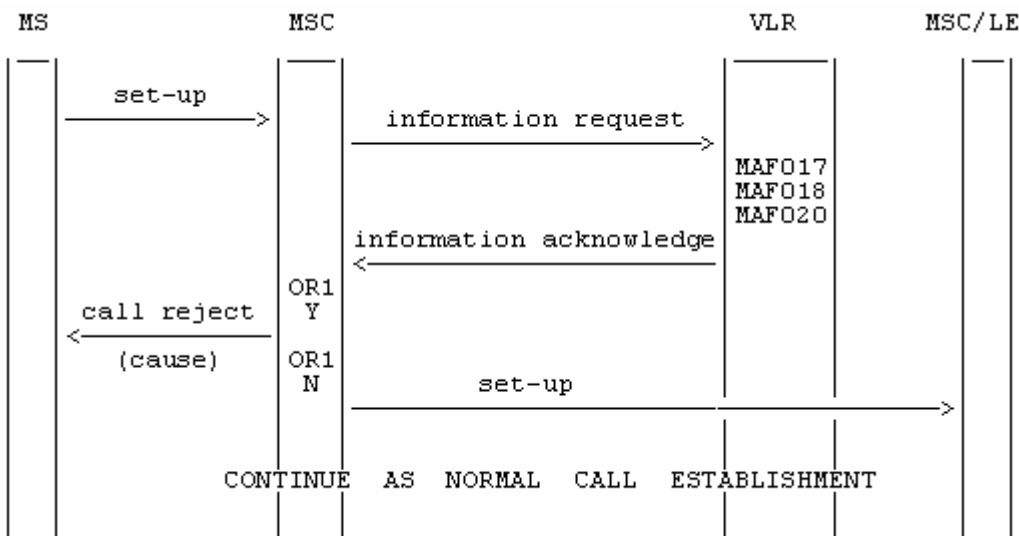 MS MSC VLR MSC/LE
set-up
information request
MAF017
MAF018
MAF020
information acknowledge
OR1
Y
call reject
(cause)
OR1
N
set-up
CONTINUE AS NORMAL CALL ESTABLISHMENT